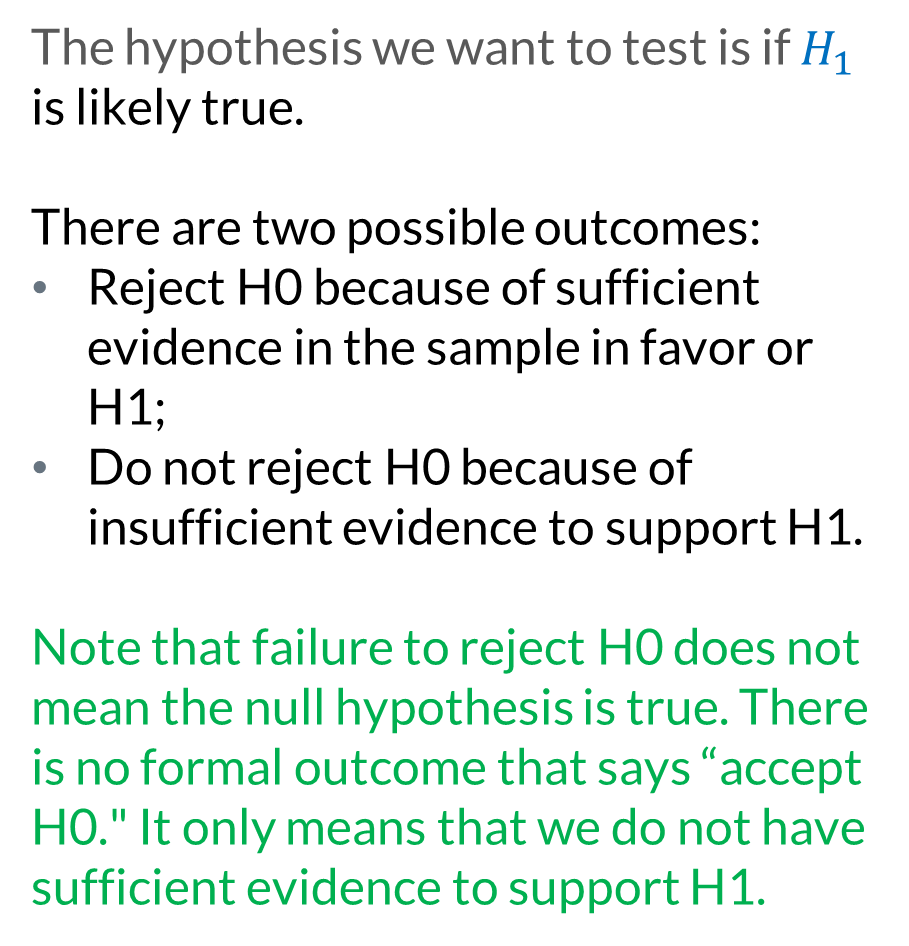 The hypothesis we want to test is if H₁
is likely true.
There are two possible outcomes:
• Reject H0 because of sufficient
evidence in the sample in favor or
H1;
• Do not reject H0 because of
insufficient evidence to support H1.
Note that failure to reject H0 does not
mean the null hypothesis is true. There
is no formal outcome that says “accept
H0." It only means that we do not have
sufficient evidence to support H1.